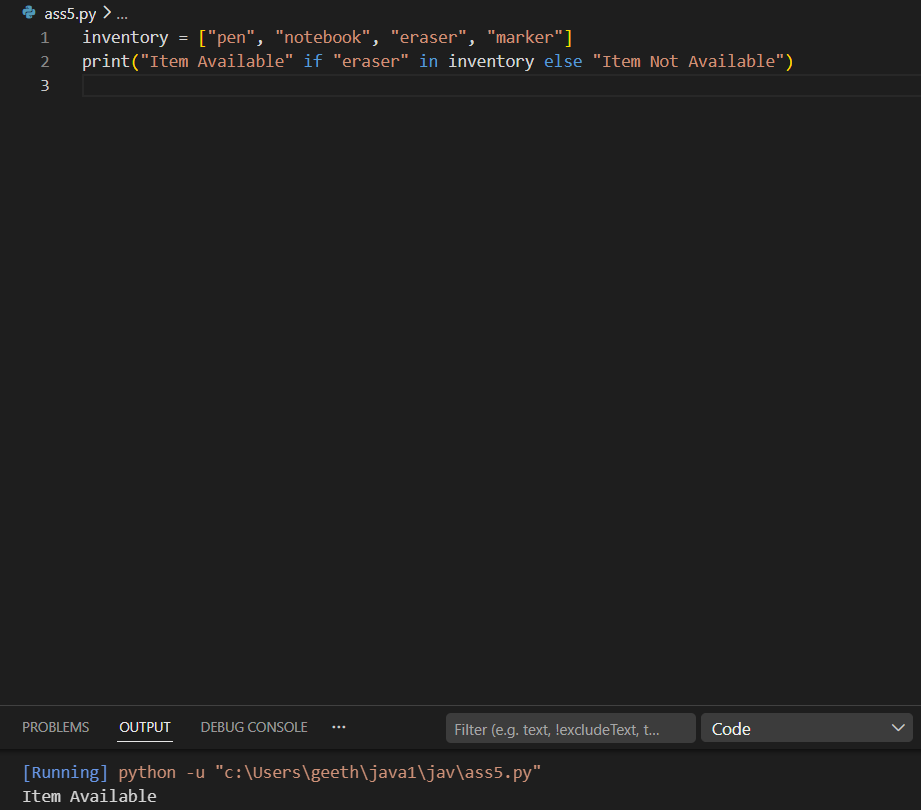 ass5.py > ...
1 inventory = ["pen", "notebook", "eraser", "marker"]
2 print("Item Available" if "eraser" in inventory else "Item Not Available")
3
PROBLEMS OUTPUT DEBUG CONSOLE ··· Filter (e.g. text, !excludeText, t... Code
[Running] python -u "c:\Users\geeth\java1\jav\ass5.py"
Item Available